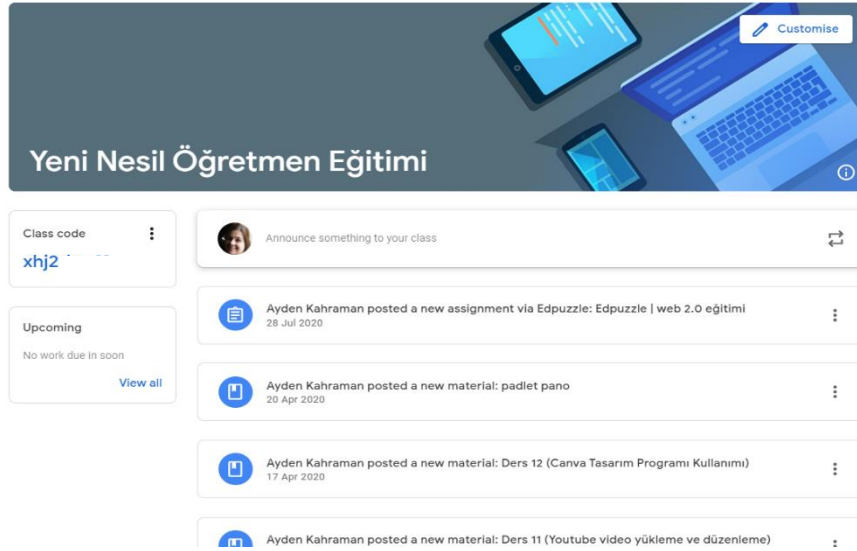 Customise
Yeni Nesil Öğretmen Eğitimi
Class code
xhj2
Upcoming
No work due in soon
View all
Announce something to your class
Ayden Kahraman posted a new assignment via Edpuzzle: Edpuzzle | web 2.0 eğitimi
28 Jul 2020
Ayden Kahraman posted a new material: padlet pano
20 Apr 2020
Ayden Kahraman posted a new material: Ders 12 (Canva Tasarım Programı Kullanımı)
17 Apr 2020
Ayden Kahraman posted a new material: Ders 11 (Youtube video yükleme ve düzenleme)